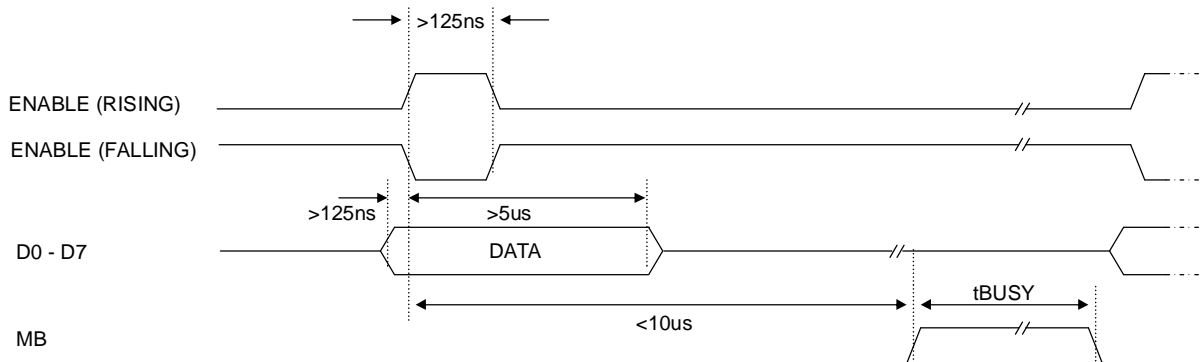 >125ns
ENABLE (RISING)
ENABLE (FALLING)
>125ns
>5us
D0 - D7
DATA
tBUSY
<10us
MB